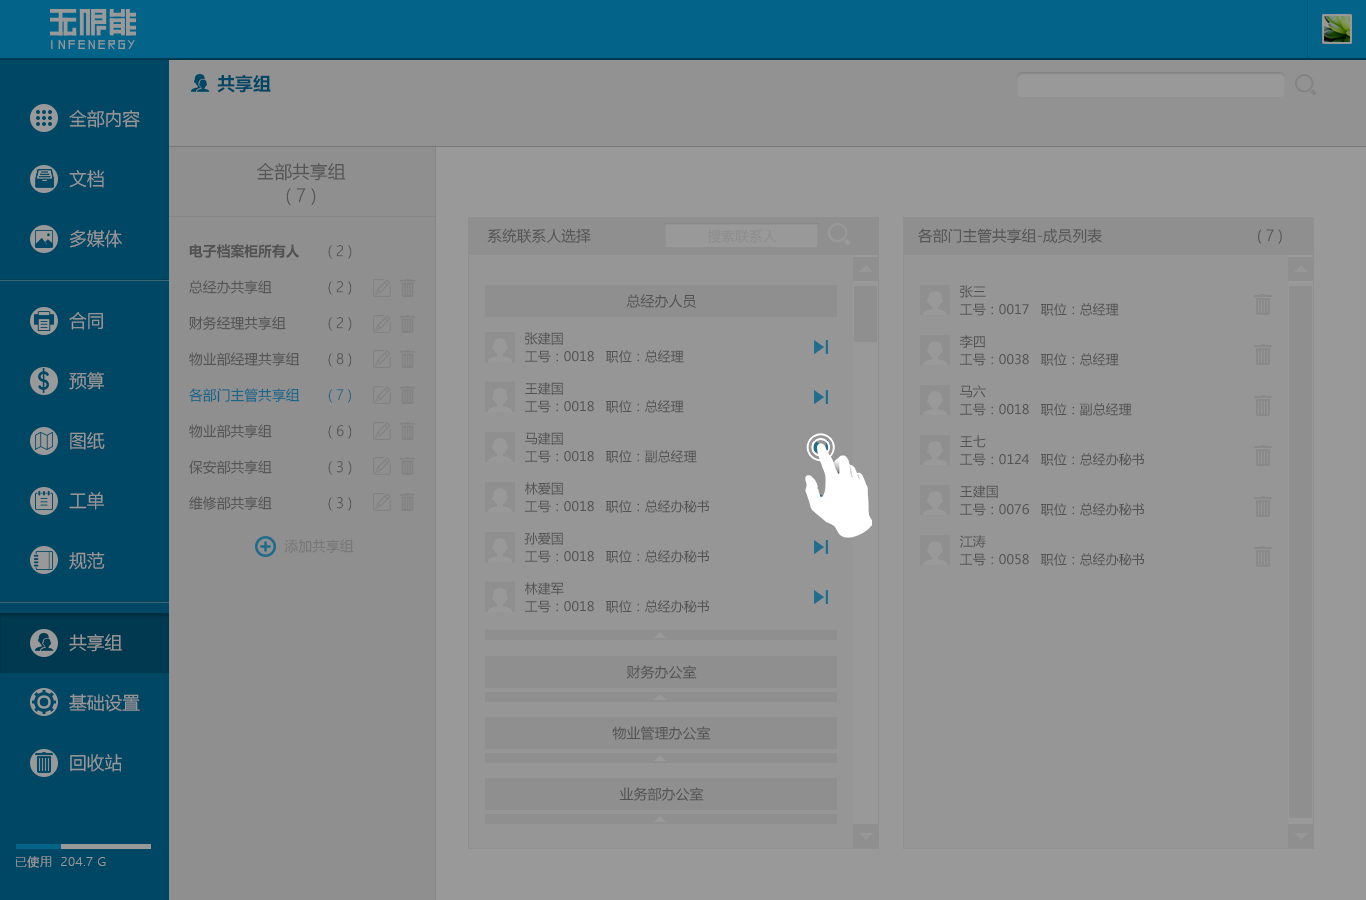 无限能
INFENERGY
全部内容
文档
多媒体
合同
预算
图纸
工单
规范
共享组
基础设置
回收站
已使用 204.7 G
共享组
全部共享组
( 7 )
电子档案柜所有人 ( 2 )
总经办共享组 ( 2 )
财务经理共享组 ( 2 )
物业部经理共享组 ( 8 )
各部门主管共享组 ( 7 )
物业部共享组 ( 6 )
保安部共享组 ( 3 )
维修部共享组 ( 3 )
添加共享组
系统联系人选择 搜索联系人
总经办人员
张建国
工号：0018 职位：总经理
王建国
工号：0018 职位：总经理
马建国
工号：0018 职位：副总经理
林爱国
工号：0018 职位：总经办秘书
孙爱国
工号：0018 职位：总经办秘书
林建军
工号：0018 职位：总经办秘书
财务办公室
物业管理办公室
业务部办公室
各部门主管共享组-成员列表 ( 7 )
张三
工号：0017 职位：总经理
李四
工号：0038 职位：总经理
马六
工号：0018 职位：副总经理
王七
工号：0124 职位：总经办秘书
王建国
工号：0076 职位：总经办秘书
江涛
工号：0058 职位：总经办秘书